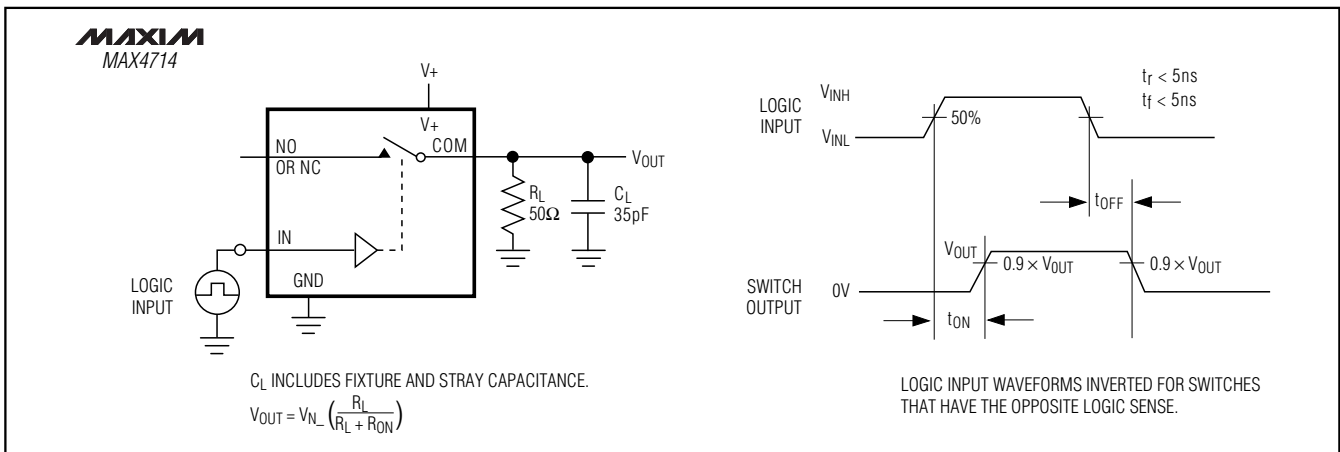 MAXIM
MAX4714
V+
V+
NO
OR NC
COM
VOUT
RL
50Ω
CL
35pF
IN
GND
LOGIC
INPUT
CL INCLUDES FIXTURE AND STRAY CAPACITANCE.
VOUT = VN_ (RL / RL + RON)
LOGIC
INPUT
VINH
VINL
50%
tr < 5ns
tf < 5ns
tOFF
VOUT
0.9 × VOUT
0.9 × VOUT
SWITCH
OUTPUT
0V
tON
LOGIC INPUT WAVEFORMS INVERTED FOR SWITCHES
THAT HAVE THE OPPOSITE LOGIC SENSE.